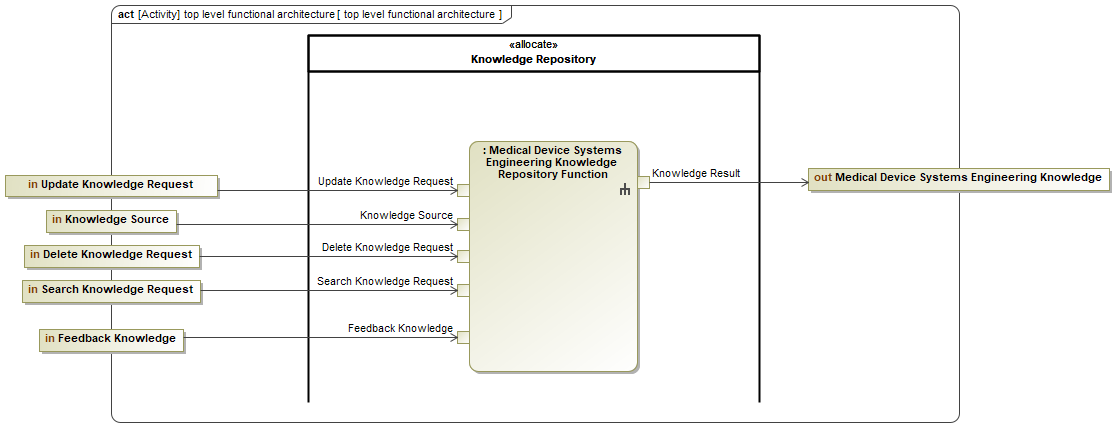 act [Activity] top level functional architecture [ top level functional architecture ]
«allocate»
Knowledge Repository
: Medical Device Systems
Engineering Knowledge
Repository Function
in Update Knowledge Request
Update Knowledge Request
Knowledge Result
out Medical Device Systems Engineering Knowledge
in Knowledge Source
Knowledge Source
in Delete Knowledge Request
Delete Knowledge Request
in Search Knowledge Request
Search Knowledge Request
in Feedback Knowledge
Feedback Knowledge